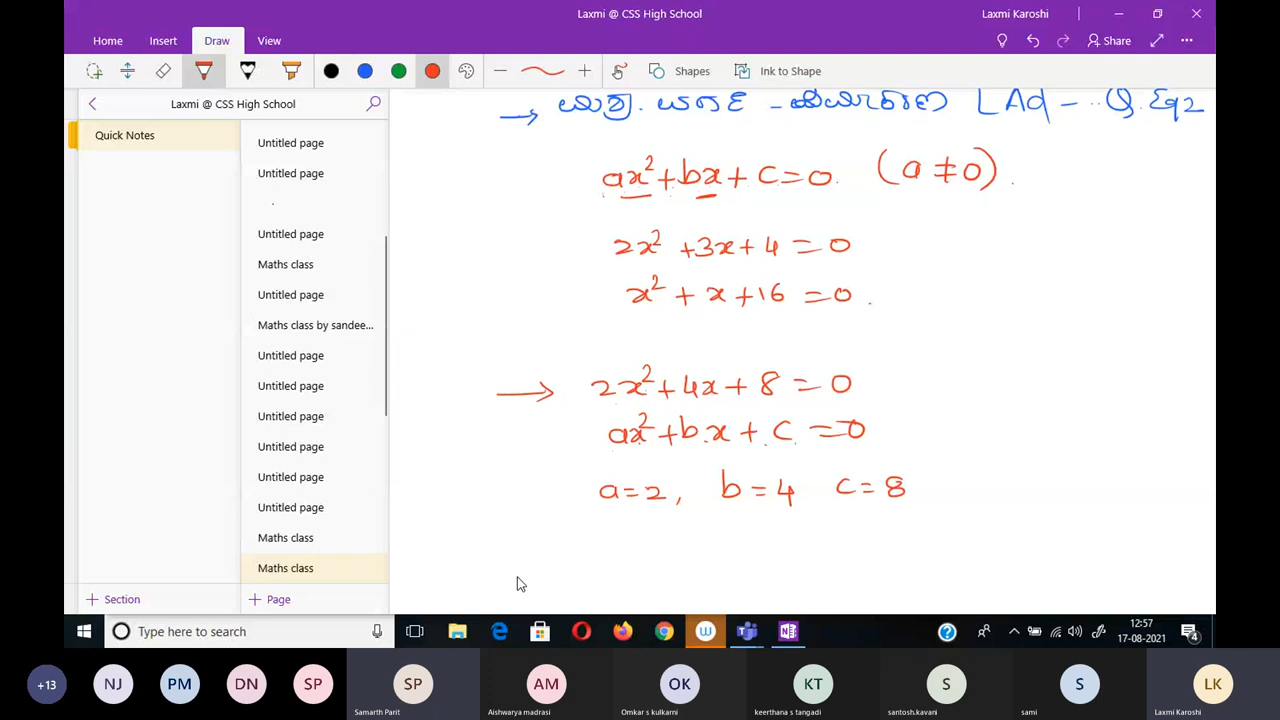 Laxmi @ CSS High School
Laxmi Karoshi
Home Insert Draw View
Share
Shapes
Ink to Shape
Laxmi @ CSS High School
Quick Notes
Untitled page
Untitled page
.
Untitled page
Maths class
Untitled page
Maths class by sandee...
Untitled page
Untitled page
Untitled page
Untitled page
Untitled page
Untitled page
Maths class
Maths class
+ Section
+ Page
→
ax²+bx+c=0. (a≠0).
2x²+3x+4=0
x²+x+16=0.
→ 2x²+4x+8=0
ax²+bx+c=0
a=2, b=4 c=8
Type here to search
12:57
17-08-2021
4
+13 NJ PM DN SP SP AM OK KT S S LK
Samarth Parit Aishwarya madrasi Omkar s kulkarni keerthana s tangadi santosh.kavani sami Laxmi Karoshi